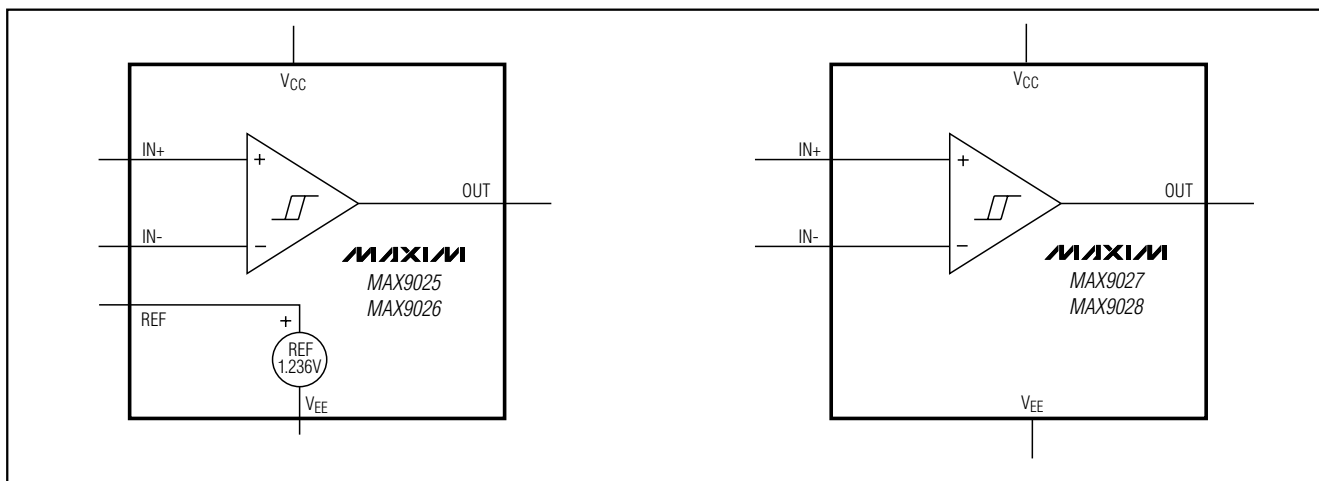 VCC
IN+
+
OUT
IN-
−
MAXIM
MAX9025
MAX9026
REF
+
REF
1.236V
VEE
VCC
IN+
+
OUT
IN-
−
MAXIM
MAX9027
MAX9028
VEE